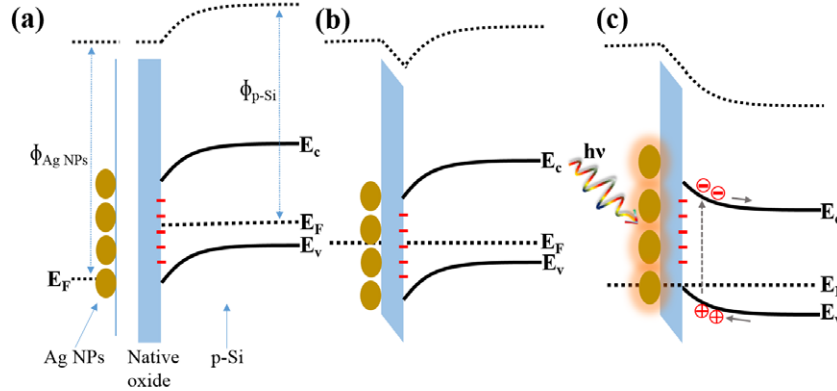 (a)
ϕp-Si
Ec
ϕAg NPs
EF
Ev
EF
Ag NPs
Native
oxide
p-Si
(b)
Ec
EF
Ev
(c)
hν
E
E
E